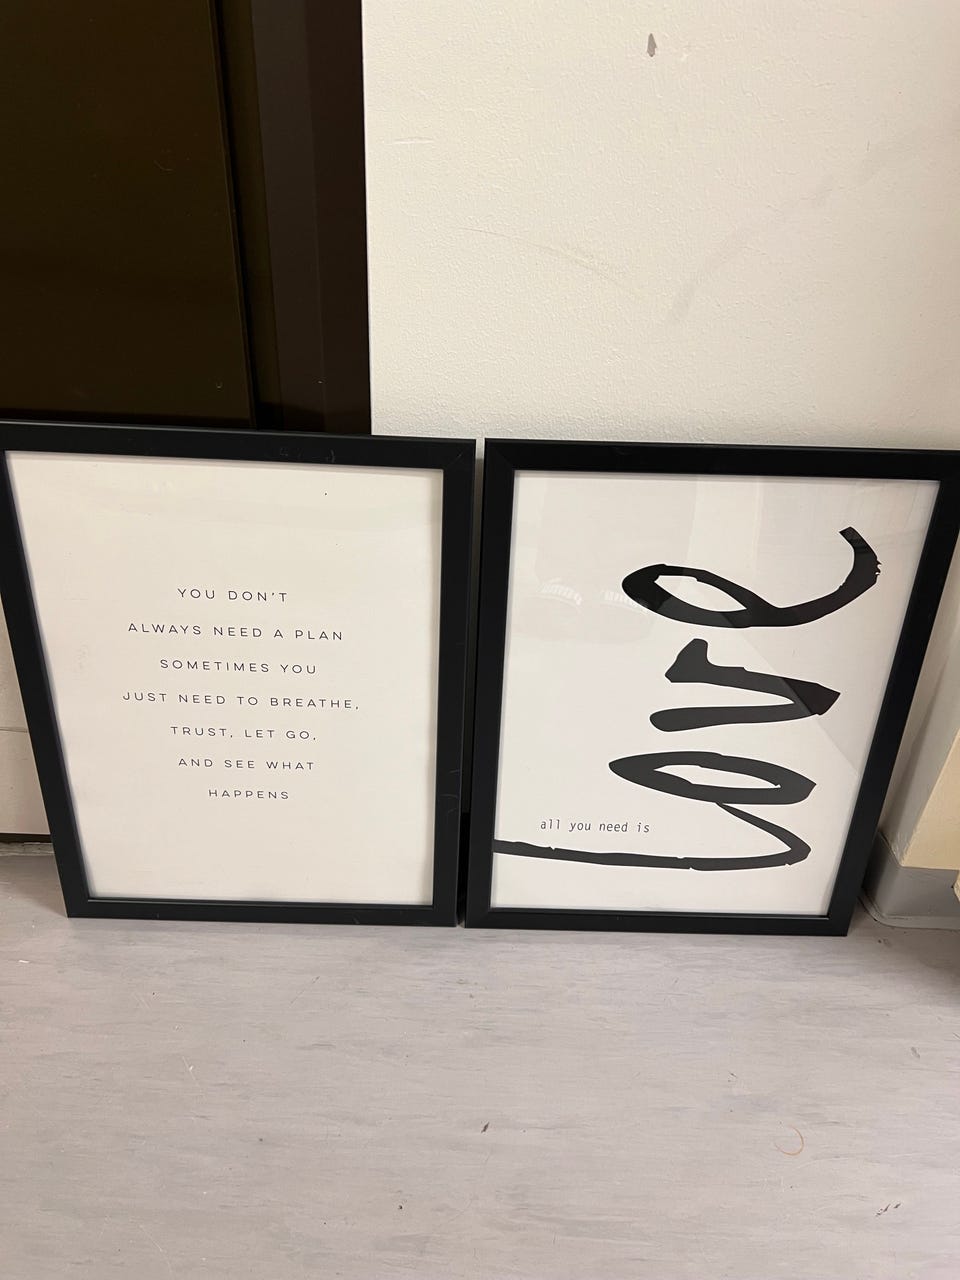 YOU DON'T
ALWAYS NEED A PLAN
SOMETIMES YOU
JUST NEED TO BREATHE,
TRUST, LET GO,
AND SEE WHAT
HAPPENS
all you need is
love